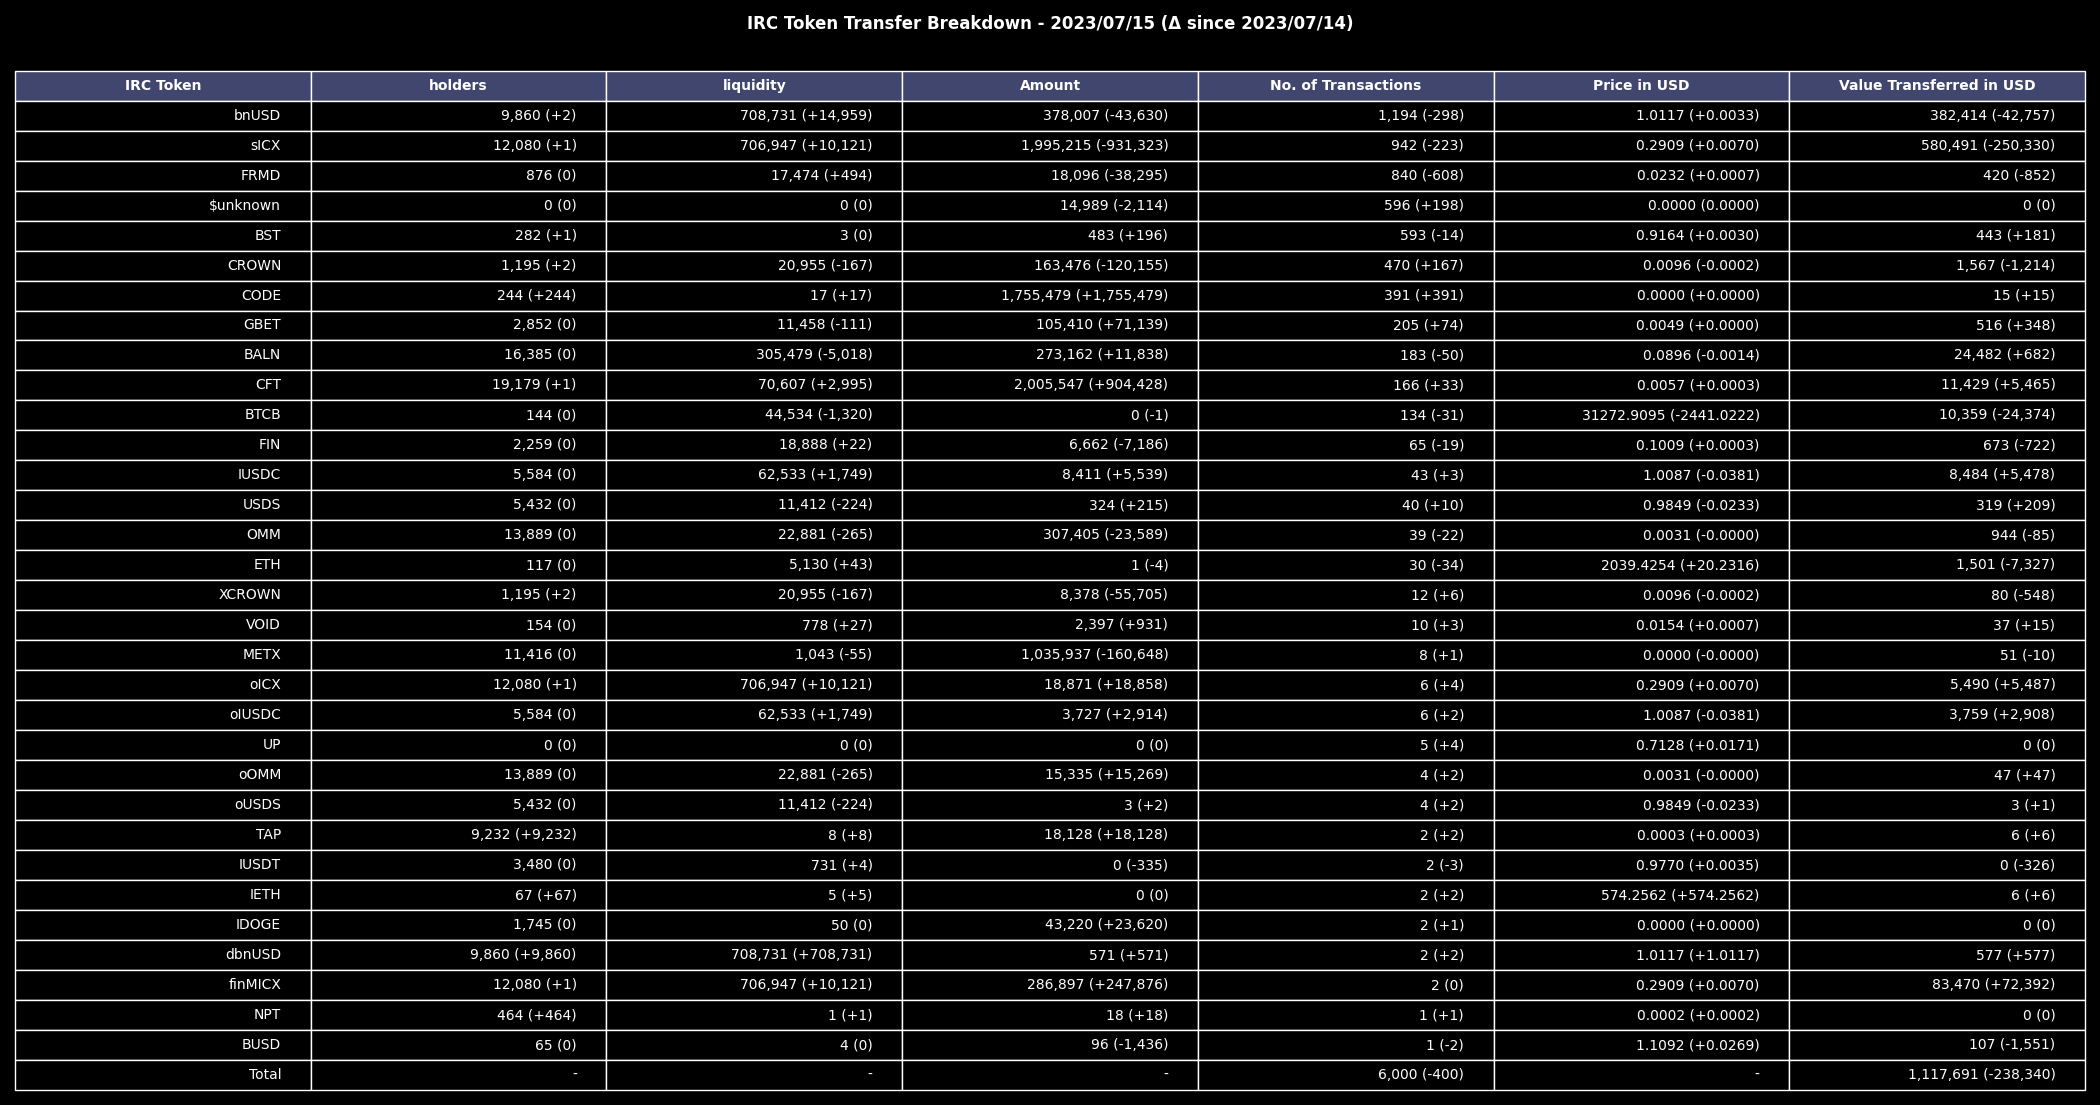 IRC Token Transfer Breakdown - 2023/07/15 (Δ since 2023/07/14)
IRC Token holders liquidity Amount No. of Transactions Price in USD Value Transferred in USD
bnUSD 9,860 (+2) 708,731 (+14,959) 378,007 (-43,630) 1,194 (-298) 1.0117 (+0.0033) 382,414 (-42,757)
sICX 12,080 (+1) 706,947 (+10,121) 1,995,215 (-931,323) 942 (-223) 0.2909 (+0.0070) 580,491 (-250,330)
FRMD 876 (0) 17,474 (+494) 18,096 (-38,295) 840 (-608) 0.0232 (+0.0007) 420 (-852)
$unknown 0 (0) 0 (0) 14,989 (-2,114) 596 (+198) 0.0000 (0.0000) 0 (0)
BST 282 (+1) 3 (0) 483 (+196) 593 (-14) 0.9164 (+0.0030) 443 (+181)
CROWN 1,195 (+2) 20,955 (-167) 163,476 (-120,155) 470 (+167) 0.0096 (-0.0002) 1,567 (-1,214)
CODE 244 (+244) 17 (+17) 1,755,479 (+1,755,479) 391 (+391) 0.0000 (+0.0000) 15 (+15)
GBET 2,852 (0) 11,458 (-111) 105,410 (+71,139) 205 (+74) 0.0049 (+0.0000) 516 (+348)
BALN 16,385 (0) 305,479 (-5,018) 273,162 (+11,838) 183 (-50) 0.0896 (-0.0014) 24,482 (+682)
CFT 19,179 (+1) 70,607 (+2,995) 2,005,547 (+904,428) 166 (+33) 0.0057 (+0.0003) 11,429 (+5,465)
BTCB 144 (0) 44,534 (-1,320) 0 (-1) 134 (-31) 31272.9095 (-2441.0222) 10,359 (-24,374)
FIN 2,259 (0) 18,888 (+22) 6,662 (-7,186) 65 (-19) 0.1009 (+0.0003) 673 (-722)
IUSDC 5,584 (0) 62,533 (+1,749) 8,411 (+5,539) 43 (+3) 1.0087 (-0.0381) 8,484 (+5,478)
USDS 5,432 (0) 11,412 (-224) 324 (+215) 40 (+10) 0.9849 (-0.0233) 319 (+209)
OMM 13,889 (0) 22,881 (-265) 307,405 (-23,589) 39 (-22) 0.0031 (-0.0000) 944 (-85)
ETH 117 (0) 5,130 (+43) 1 (-4) 30 (-34) 2039.4254 (+20.2316) 1,501 (-7,327)
XCROWN 1,195 (+2) 20,955 (-167) 8,378 (-55,705) 12 (+6) 0.0096 (-0.0002) 80 (-548)
VOID 154 (0) 778 (+27) 2,397 (+931) 10 (+3) 0.0154 (+0.0007) 37 (+15)
METX 11,416 (0) 1,043 (-55) 1,035,937 (-160,648) 8 (+1) 0.0000 (-0.0000) 51 (-10)
oICX 12,080 (+1) 706,947 (+10,121) 18,871 (+18,858) 6 (+4) 0.2909 (+0.0070) 5,490 (+5,487)
oIUSDC 5,584 (0) 62,533 (+1,749) 3,727 (+2,914) 6 (+2) 1.0087 (-0.0381) 3,759 (+2,908)
UP 0 (0) 0 (0) 0 (0) 5 (+4) 0.7128 (+0.0171) 0 (0)
oOMM 13,889 (0) 22,881 (-265) 15,335 (+15,269) 4 (+2) 0.0031 (-0.0000) 47 (+47)
oUSDS 5,432 (0) 11,412 (-224) 3 (+2) 4 (+2) 0.9849 (-0.0233) 3 (+1)
TAP 9,232 (+9,232) 8 (+8) 18,128 (+18,128) 2 (+2) 0.0003 (+0.0003) 6 (+6)
IUSDT 3,480 (0) 731 (+4) 0 (-335) 2 (-3) 0.9770 (+0.0035) 0 (-326)
IETH 67 (+67) 5 (+5) 0 (0) 2 (+2) 574.2562 (+574.2562) 6 (+6)
IDOGE 1,745 (0) 50 (0) 43,220 (+23,620) 2 (+1) 0.0000 (+0.0000) 0 (0)
dbnUSD 9,860 (+9,860) 708,731 (+708,731) 571 (+571) 2 (+2) 1.0117 (+1.0117) 577 (+577)
finMICX 12,080 (+1) 706,947 (+10,121) 286,897 (+247,876) 2 (0) 0.2909 (+0.0070) 83,470 (+72,392)
NPT 464 (+464) 1 (+1) 18 (+18) 1 (+1) 0.0002 (+0.0002) 0 (0)
BUSD 65 (0) 4 (0) 96 (-1,436) 1 (-2) 1.1092 (+0.0269) 107 (-1,551)
Total - - - 6,000 (-400) - 1,117,691 (-238,340)